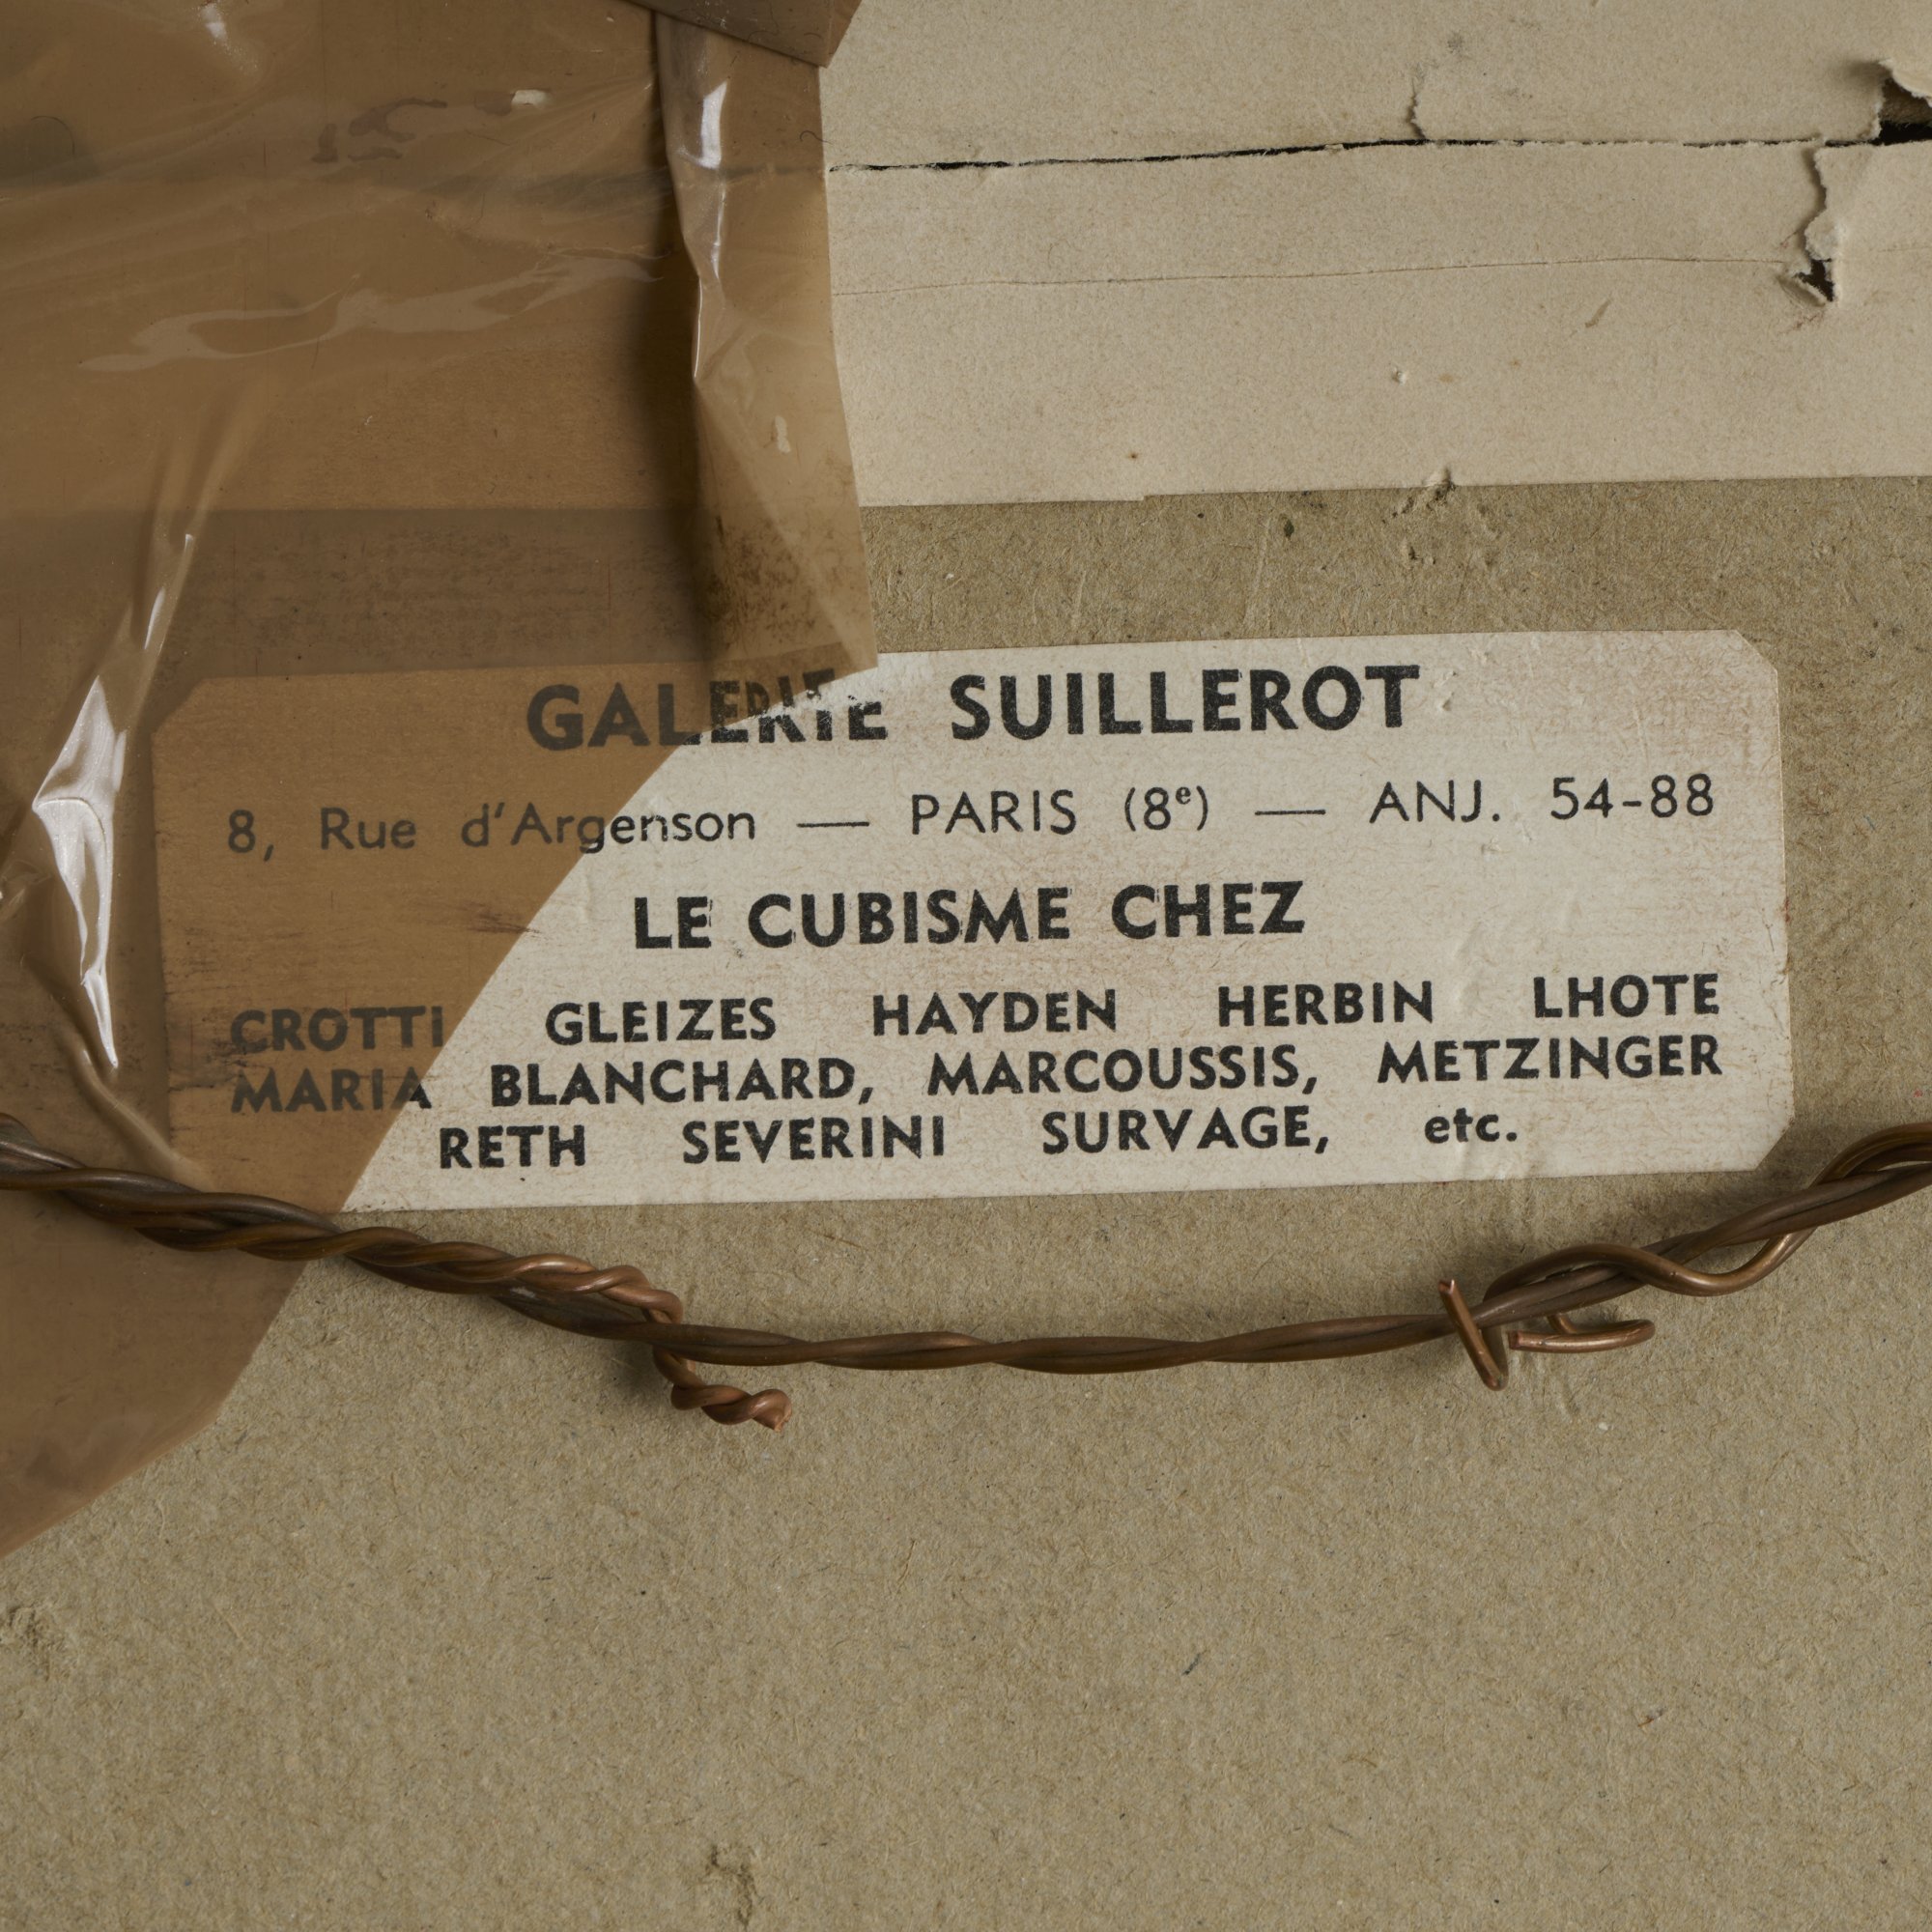 GALERIE SUILLEROT
8, Rue d'Argenson — PARIS (8ᵉ) — ANJ. 54-88
LE CUBISME CHEZ
CROTTI GLEIZES HAYDEN HERBIN LHOTE
MARIA BLANCHARD, MARCOUSSIS, METZINGER
RETH SEVERINI SURVAGE, etc.